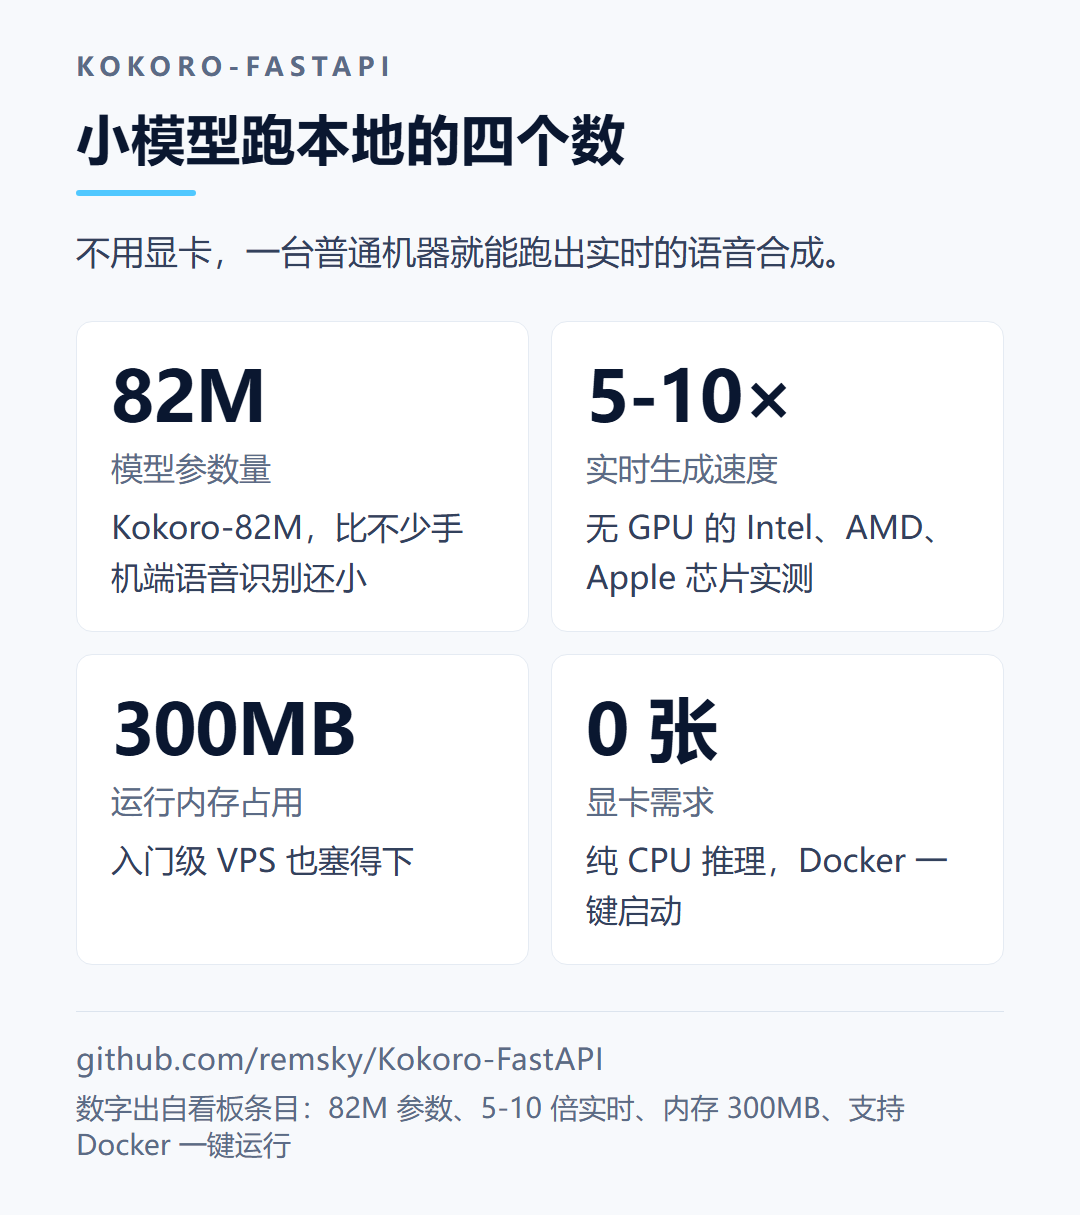 KOKORO-FASTAPI
小模型跑本地的四个数
不用显卡，一台普通机器就能跑出实时的语音合成。
82M
模型参数量
Kokoro-82M，比不少手
机端语音识别还小
5-10×
实时生成速度
无 GPU 的 Intel、AMD、
Apple 芯片实测
300MB
运行内存占用
入门级 VPS 也塞得下
0 张
显卡需求
纯 CPU 推理，Docker 一
键启动
github.com/remsky/Kokoro-FastAPI
数字出自看板条目：82M 参数、5-10 倍实时、内存 300MB、支持
Docker 一键运行